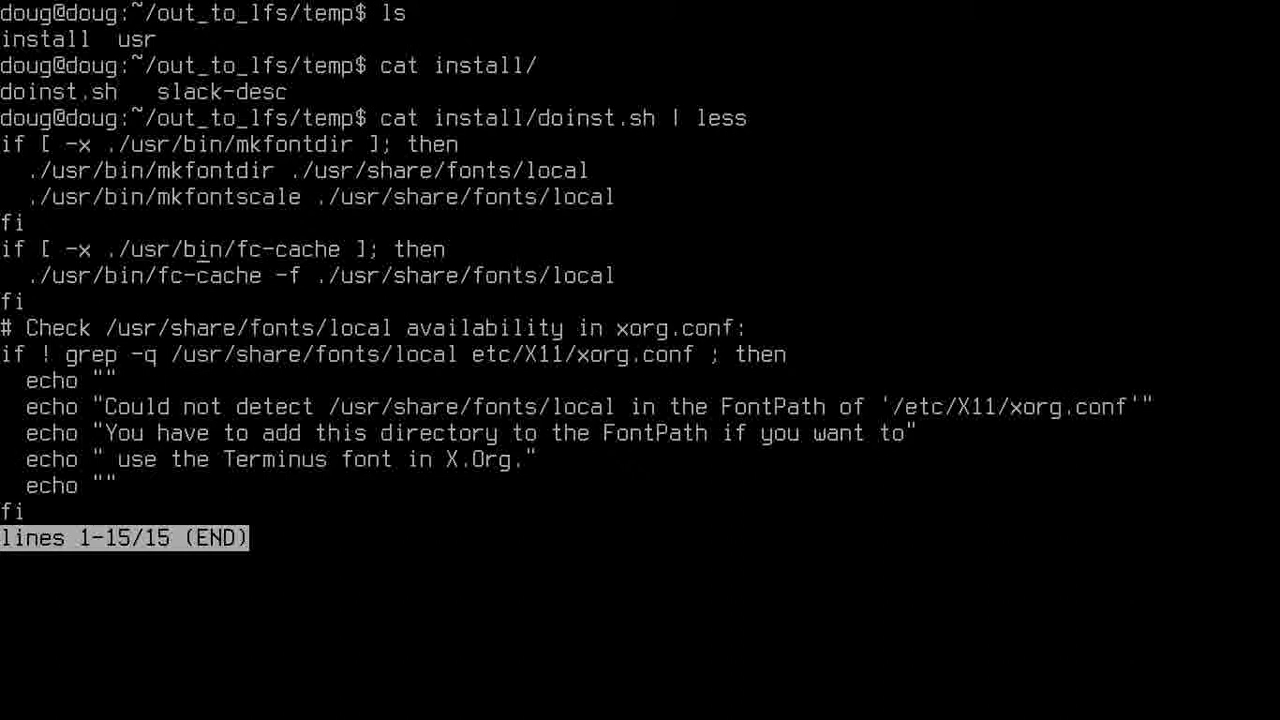 doug@doug:~/out_to_lfs/temp$ ls
install  usr
doug@doug:~/out_to_lfs/temp$ cat install/
doinst.sh   slack-desc
doug@doug:~/out_to_lfs/temp$ cat install/doinst.sh | less
if [ -x ./usr/bin/mkfontdir ]; then
  ./usr/bin/mkfontdir ./usr/share/fonts/local
  ./usr/bin/mkfontscale ./usr/share/fonts/local
fi
if [ -x ./usr/bin/fc-cache ]; then
  ./usr/bin/fc-cache -f ./usr/share/fonts/local
fi
# Check /usr/share/fonts/local availability in xorg.conf:
if ! grep -q /usr/share/fonts/local etc/X11/xorg.conf ; then
  echo ""
  echo "Could not detect /usr/share/fonts/local in the FontPath of '/etc/X11/xorg.conf'"
  echo "You have to add this directory to the FontPath if you want to"
  echo " use the Terminus font in X.Org."
  echo ""
fi
lines 1-15/15 (END)